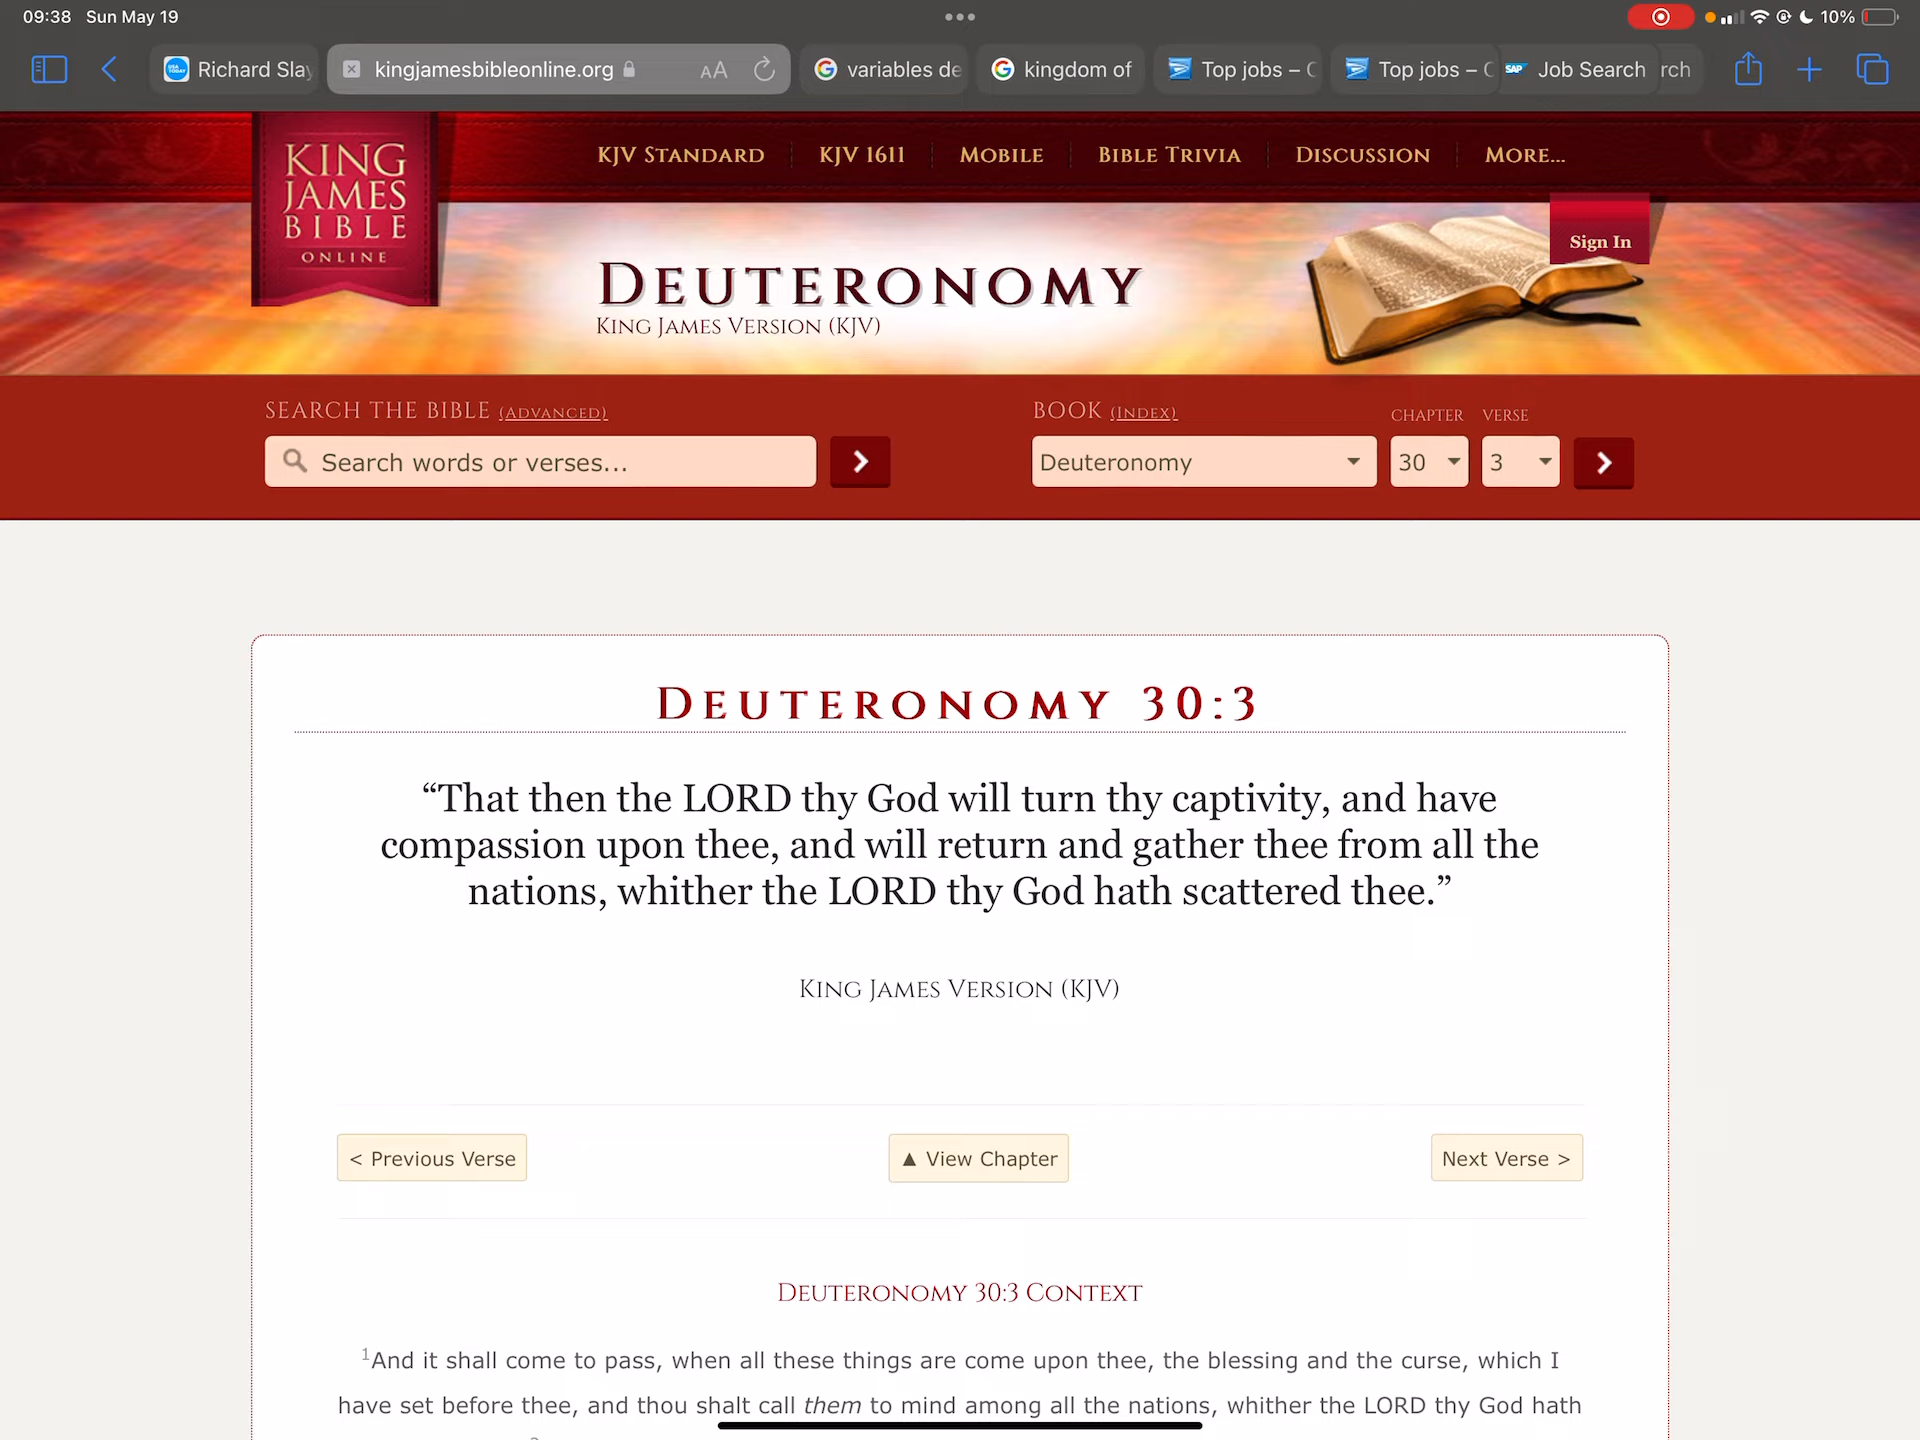 09:38 Sun May 19
10%
Richard Slay
kingjamesbibleonline.org
AA
variables de
kingdom of
Top jobs – C
Top jobs – C
SAP Job Search
rch
KING
JAMES
BIBLE
ONLINE
KJV STANDARD
KJV 1611
MOBILE
BIBLE TRIVIA
DISCUSSION
MORE...
Sign In
DEUTERONOMY
KING JAMES VERSION (KJV)
SEARCH THE BIBLE (ADVANCED)
BOOK (INDEX)
CHAPTER
VERSE
Search words or verses...
Deuteronomy
30
3
DEUTERONOMY 30:3
“That then the LORD thy God will turn thy captivity, and have
compassion upon thee, and will return and gather thee from all the
nations, whither the LORD thy God hath scattered thee.”
KING JAMES VERSION (KJV)
< Previous Verse
▲ View Chapter
Next Verse >
DEUTERONOMY 30:3 CONTEXT
1And it shall come to pass, when all these things are come upon thee, the blessing and the curse, which I
have set before thee, and thou shalt call them to mind among all the nations, whither the LORD thy God hath